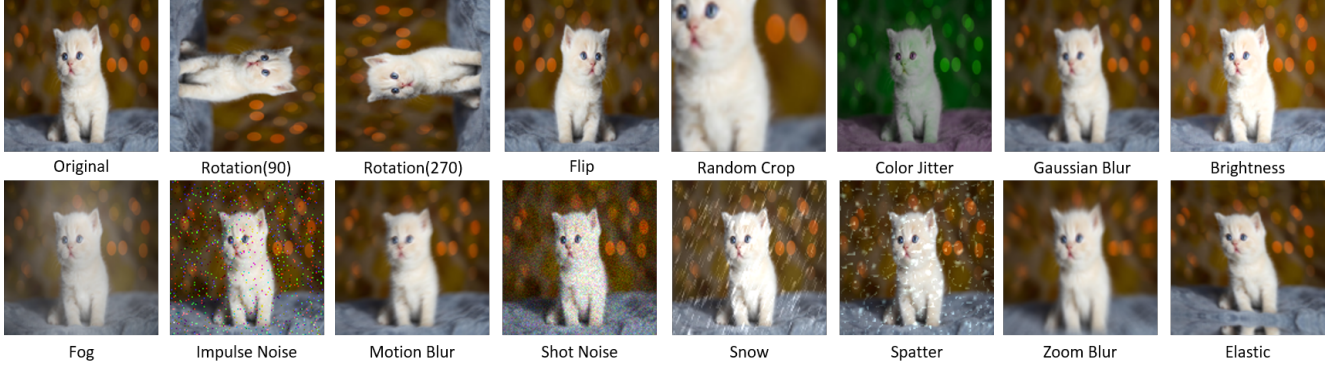 Original
Rotation(90)
Rotation(270)
Flip
Random Crop
Color Jitter
Gaussian Blur
Brightness
Fog
Impulse Noise
Motion Blur
Shot Noise
Snow
Spatter
Zoom Blur
Elastic